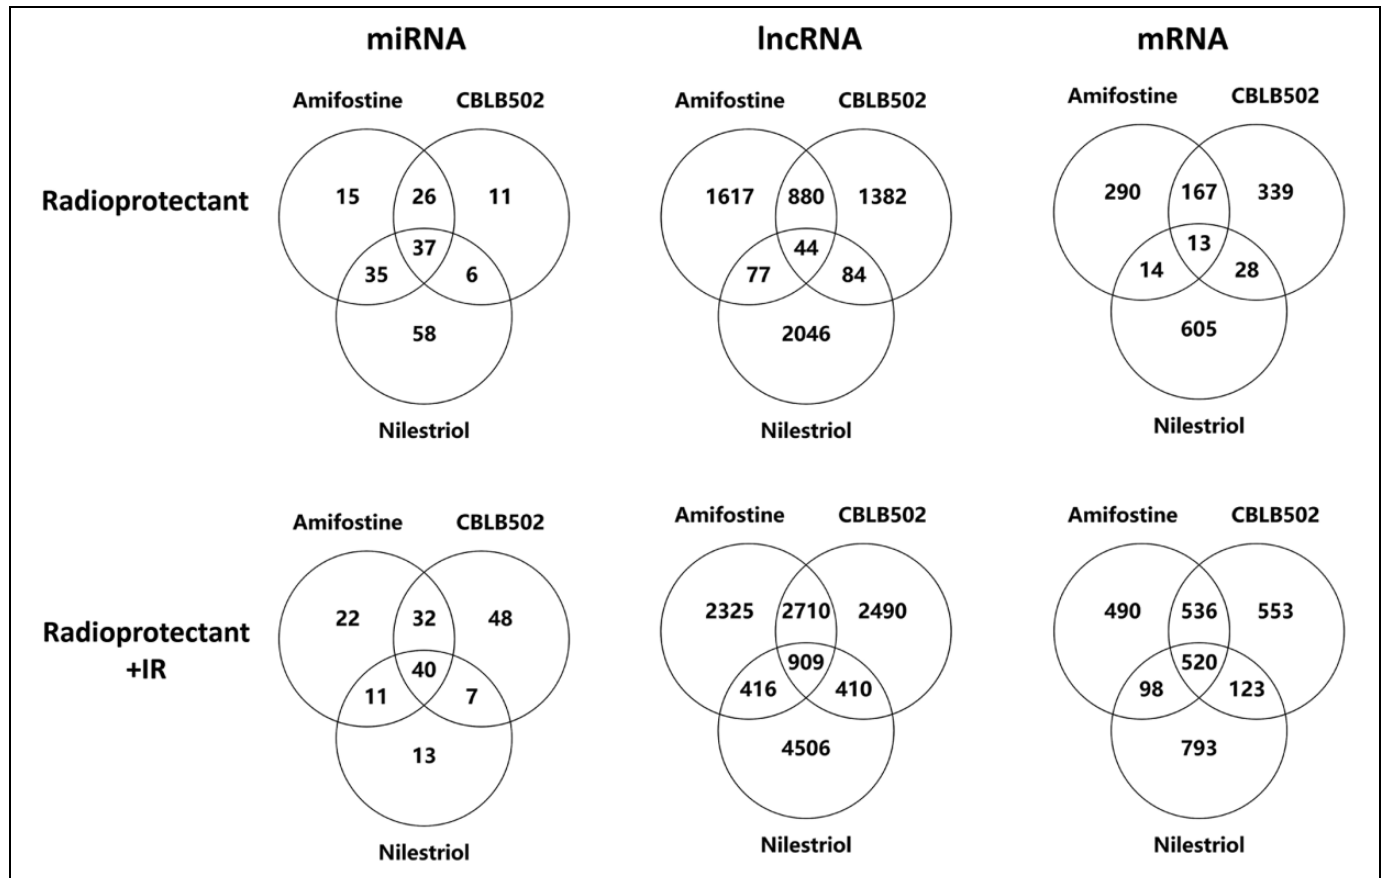 miRNA lncRNA mRNA
Amifostine CBLB502 Amifostine CBLB502 Amifostine CBLB502
Radioprotectant
15 26 11 1617 880 1382 290 167 339
37 44 13
35 6 77 84 14 28
58 2046 605
Nilestriol Nilestriol Nilestriol
Amifostine CBLB502 Amifostine CBLB502 Amifostine CBLB502
Radioprotectant
+IR
22 32 48 2325 2710 2490 490 536 553
40 909 520
11 7 416 410 98 123
13 4506 793
Nilestriol Nilestriol Nilestriol